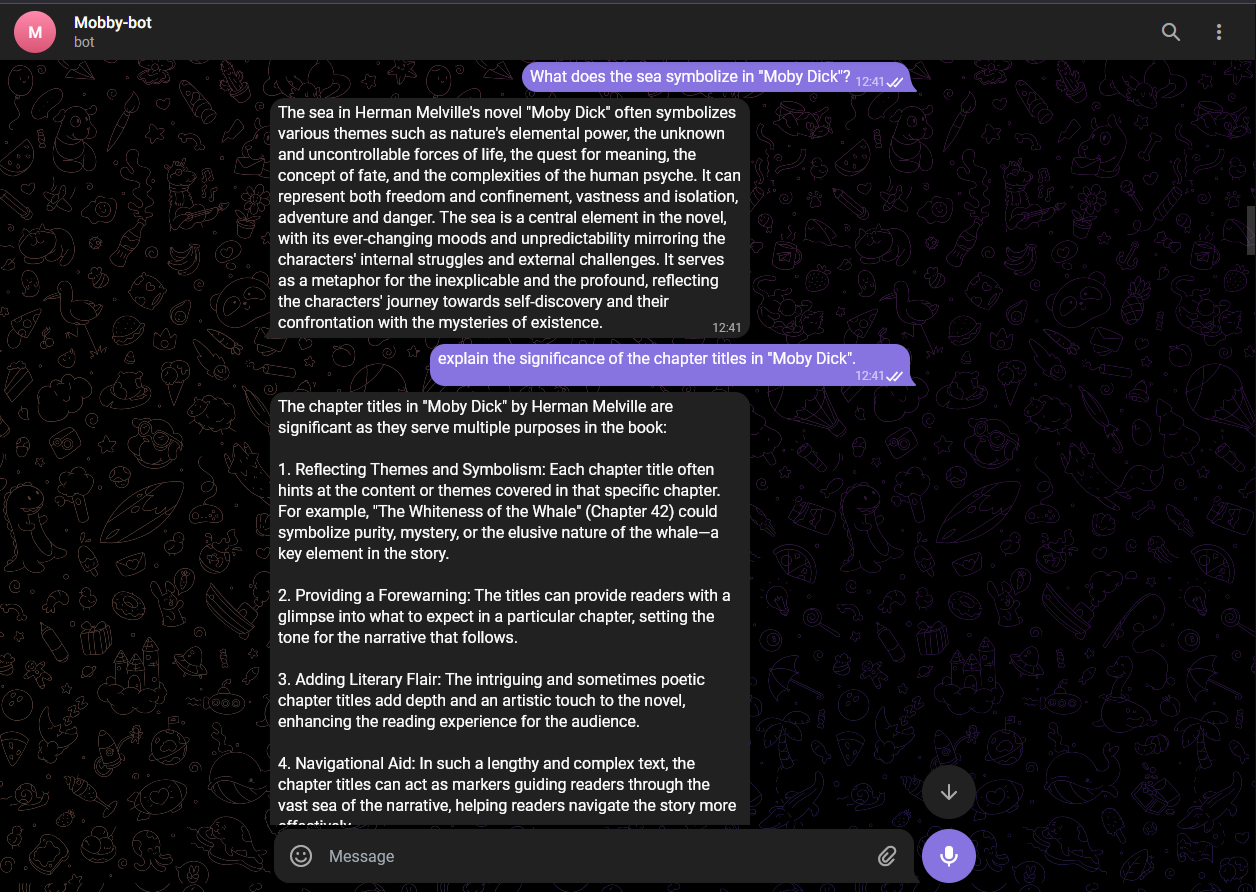 M
Mobby-bot
bot
What does the sea symbolize in "Moby Dick"? 12:41
The sea in Herman Melville's novel "Moby Dick" often symbolizes
various themes such as nature's elemental power, the unknown
and uncontrollable forces of life, the quest for meaning, the
concept of fate, and the complexities of the human psyche. It can
represent both freedom and confinement, vastness and isolation,
adventure and danger. The sea is a central element in the novel,
with its ever-changing moods and unpredictability mirroring the
characters' internal struggles and external challenges. It serves
as a metaphor for the inexplicable and the profound, reflecting
the characters' journey towards self-discovery and their
confrontation with the mysteries of existence.
12:41
explain the significance of the chapter titles in "Moby Dick".
12:41
The chapter titles in "Moby Dick" by Herman Melville are
significant as they serve multiple purposes in the book:
1. Reflecting Themes and Symbolism: Each chapter title often
hints at the content or themes covered in that specific chapter.
For example, "The Whiteness of the Whale" (Chapter 42) could
symbolize purity, mystery, or the elusive nature of the whale—a
key element in the story.
2. Providing a Forewarning: The titles can provide readers with a
glimpse into what to expect in a particular chapter, setting the
tone for the narrative that follows.
3. Adding Literary Flair: The intriguing and sometimes poetic
chapter titles add depth and an artistic touch to the novel,
enhancing the reading experience for the audience.
4. Navigational Aid: In such a lengthy and complex text, the
chapter titles can act as markers guiding readers through the
vast sea of the narrative, helping readers navigate the story more
effectively.
Message